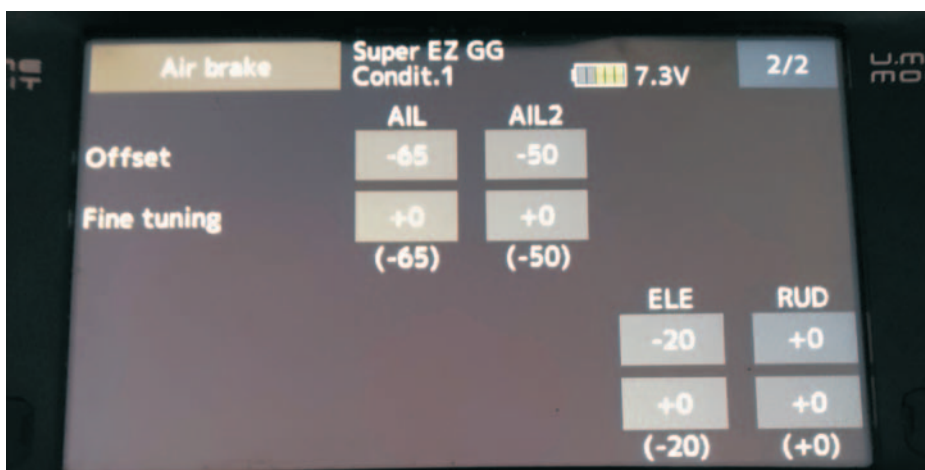 Air brake
Super EZ GG
Condit.1
7.3V
2/2
AIL
AIL2
Offset
-65
-50
Fine tuning
+0
+0
(-65)
(-50)
ELE
RUD
-20
+0
+0
+0
(-20)
(+0)